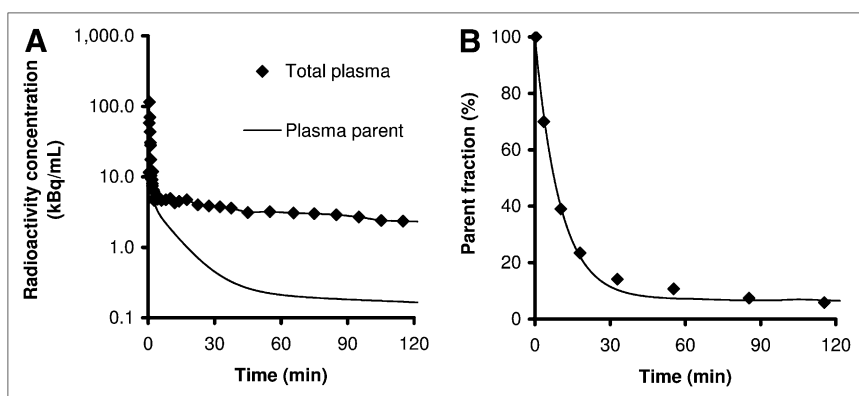 A
Radioactivity concentration
(kBq/mL)
1,000.0
100.0
10.0
1.0
0.1
Total plasma
Plasma parent
0 30 60 90 120
Time (min)
B
Parent fraction (%)
100
80
60
40
20
0
0 30 60 90 120
Time (min)